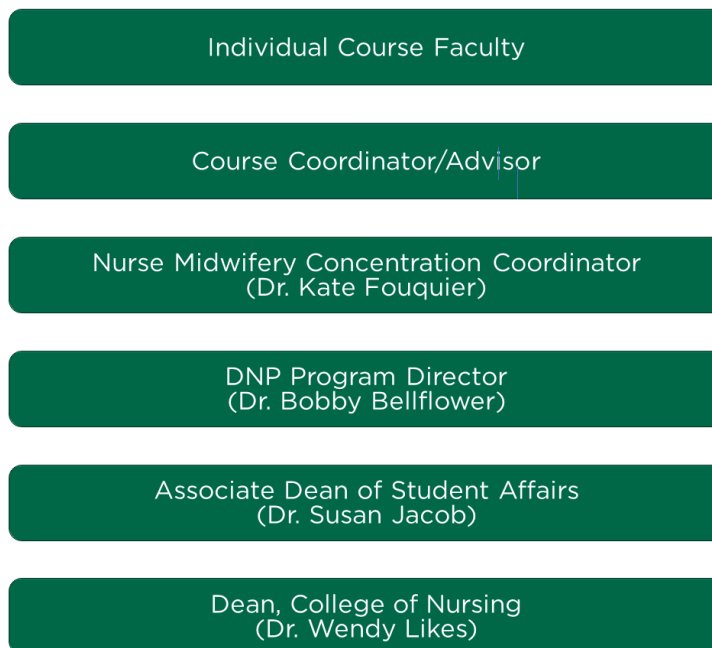 Individual Course Faculty
Course Coordinator/Advisor
Nurse Midwifery Concentration Coordinator
(Dr. Kate Fouquier)
DNP Program Director
(Dr. Bobby Bellflower)
Associate Dean of Student Affairs
(Dr. Susan Jacob)
Dean, College of Nursing
(Dr. Wendy Likes)